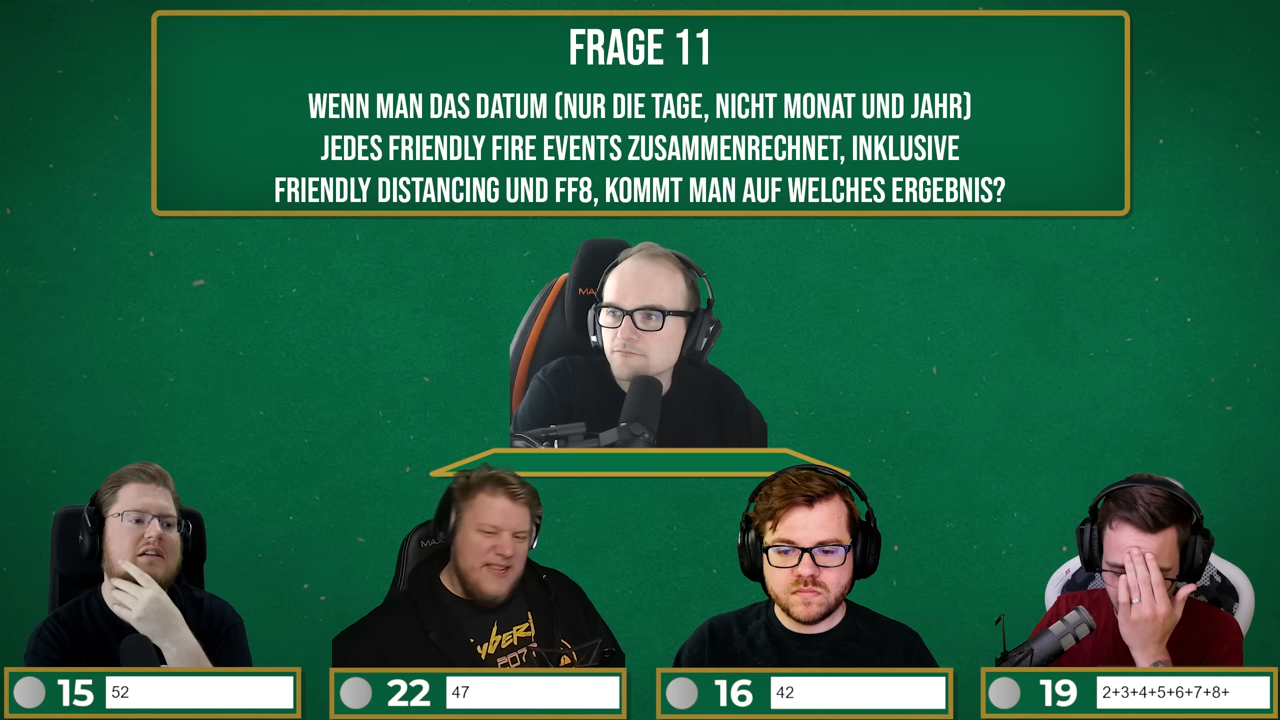 FRAGE 11
WENN MAN DAS DATUM (NUR DIE TAGE, NICHT MONAT UND JAHR)
JEDES FRIENDLY FIRE EVENTS ZUSAMMENRECHNET, INKLUSIVE
FRIENDLY DISTANCING UND FF8, KOMMT MAN AUF WELCHES ERGEBNIS?
15 52
22 47
16 42
19 2+3+4+5+6+7+8+